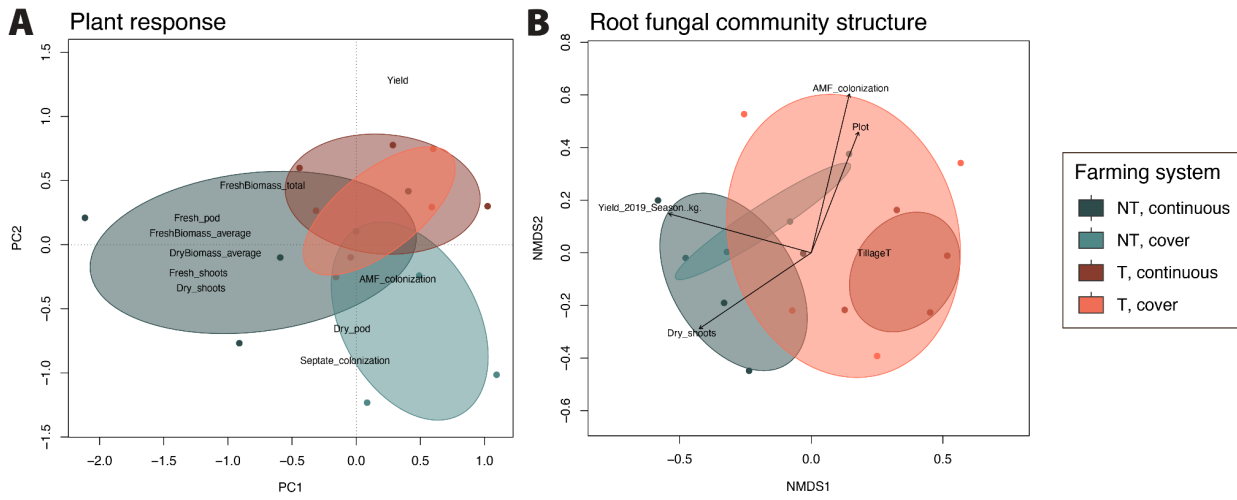 A Plant response
1.5
1.0
0.5
0.0
−0.5
−1.0
−1.5
PC2
Yield
FreshBiomass_total
Fresh_pod
FreshBiomass_average
DryBiomass_average
Fresh_shoots
Dry_shoots
AMF_colonization
Dry_pod
Septate_colonization
−2.0 −1.5 −1.0 −0.5 0.0 0.5 1.0
PC1
B Root fungal community structure
0.8
0.6
0.4
0.2
0.0
−0.2
−0.4
−0.6
NMDS2
AMF_colonization
Plot
Yield_2019_Season..kg.
TillageT
Dry_shoots
−0.5 0.0 0.5
NMDS1
Farming system
NT, continuous
NT, cover
T, continuous
T, cover